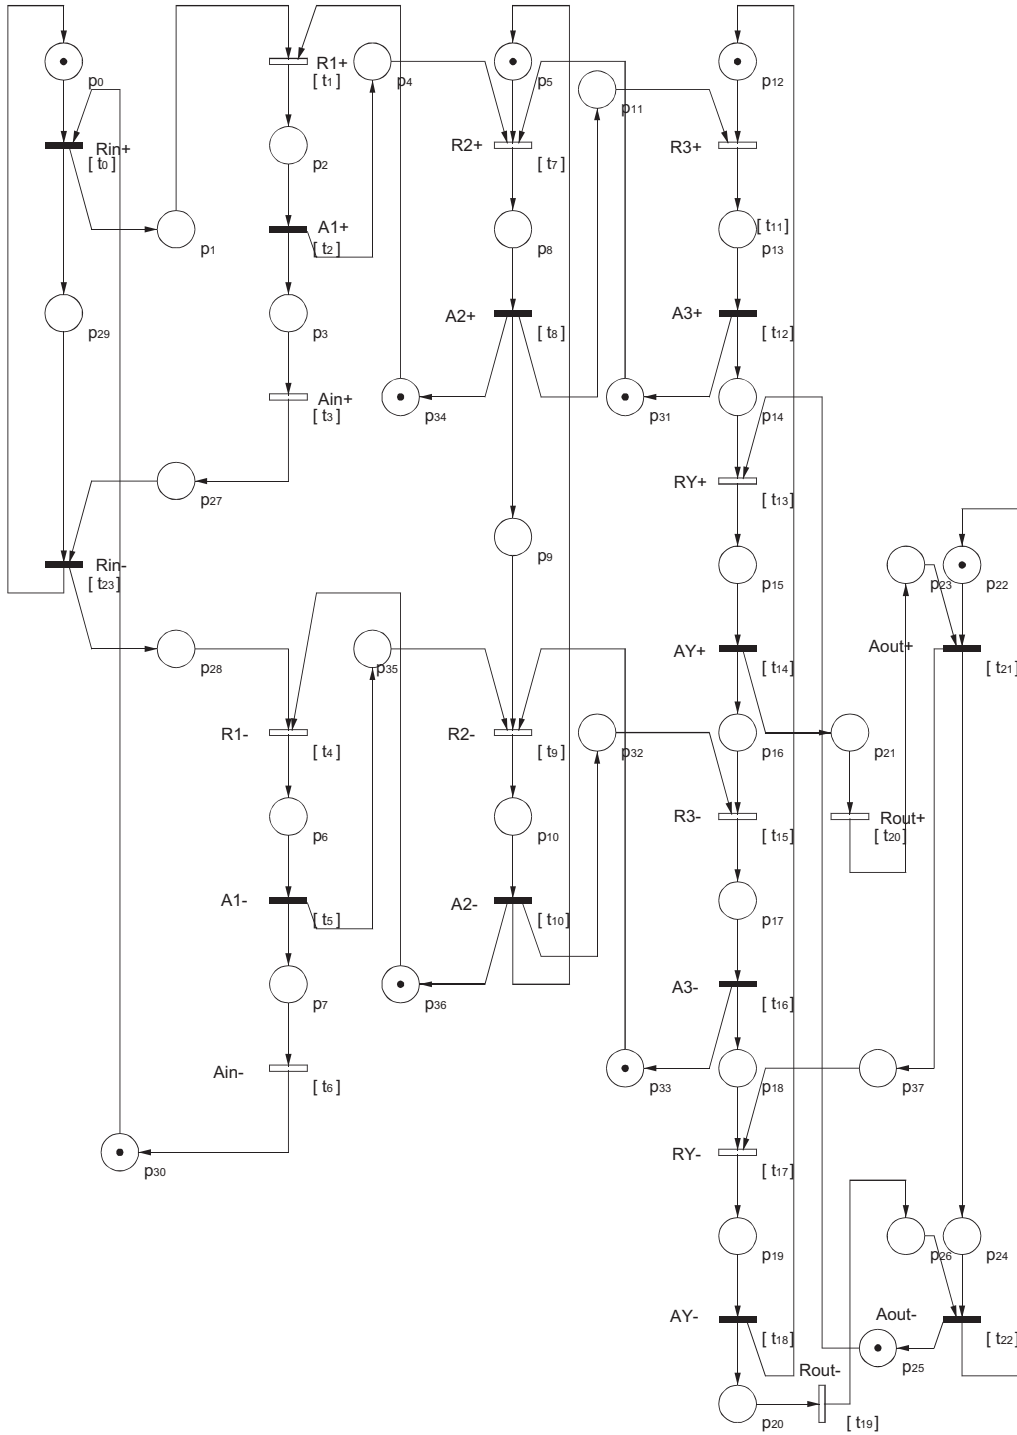 R1+
[ t1 ]
p0
p4
p5
p12
p11
Rin+
[ t0 ]
p2
R2+
[ t7 ]
R3+
A1+
[ t2 ]
p1
p8
[ t11 ]
p13
p29
p3
A2+
[ t8 ]
A3+
[ t12 ]
Ain+
[ t3 ]
p34
p31
p14
p27
RY+
[ t13 ]
p9
Rin-
[ t23 ]
p15
p23
p22
p28
p35
AY+
[ t14 ]
Aout+
[ t21 ]
R1-
[ t4 ]
R2-
[ t9 ]
p32
p16
p21
p6
p10
R3-
[ t15 ]
Rout+
[ t20 ]
A1-
[ t5 ]
A2-
[ t10 ]
p17
p7
p36
A3-
[ t16 ]
Ain-
[ t6 ]
p33
p18
p37
p30
RY-
[ t17 ]
p19
p26
p24
AY-
[ t18 ]
Aout-
[ t22 ]
p25
Rout-
p20
[ t19 ]